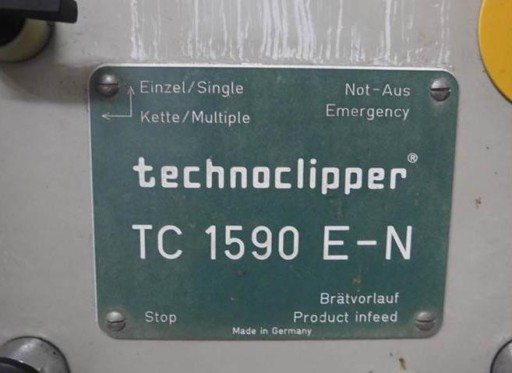 Einzel/Single
Not-Aus
Kette/Multiple
Emergency
technoclipper®
TC 1590 E-N
Brätvorlauf
Stop
Product infeed
Made in Germany